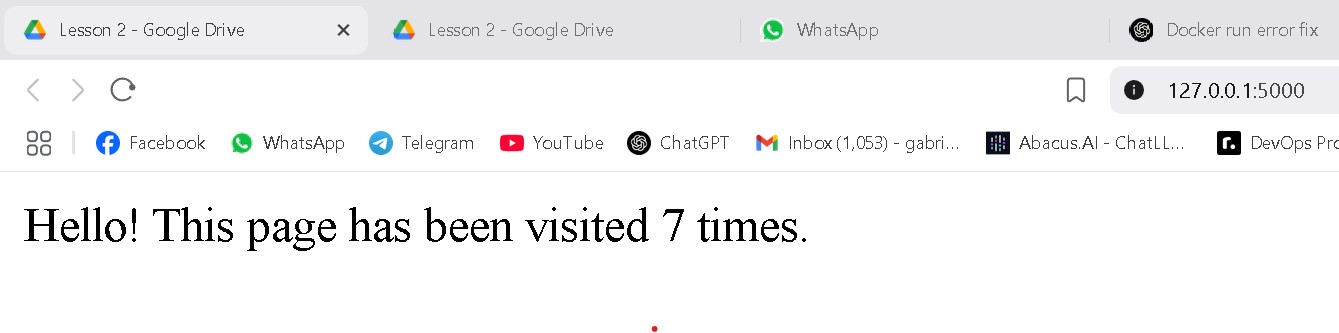 Lesson 2 - Google Drive
Lesson 2 - Google Drive
WhatsApp
Docker run error fix
127.0.0.1:5000
Facebook
WhatsApp
Telegram
YouTube
ChatGPT
Inbox (1,053) - gabri...
Abacus.AI - ChatLL...
DevOps Pro
Hello! This page has been visited 7 times.